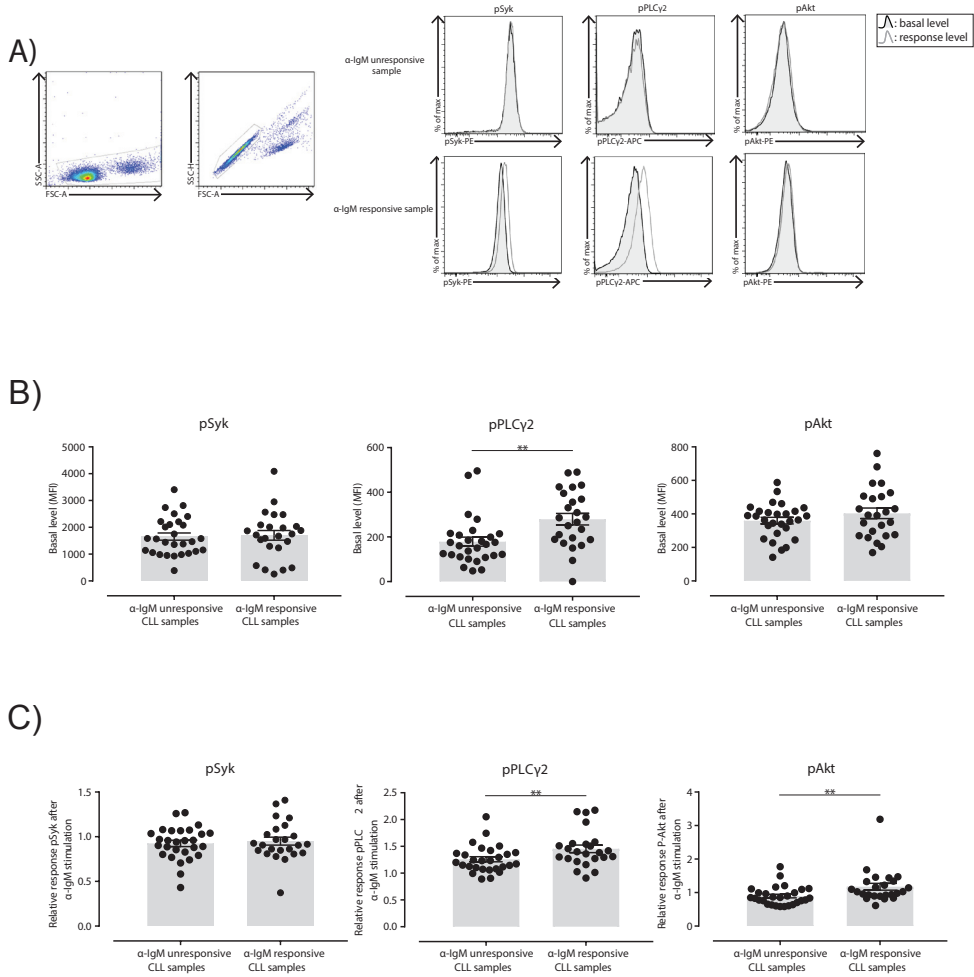 A)
pSyk
pPLCγ2
pAkt
: basal level
: response level
α-IgM unresponsive
sample
SSC-A
FSC-A
SSC-H
FSC-A
% of max
pSyk-PE
% of max
pPLCγ2-APC
% of max
pAkt-PE
α-IgM responsive sample
% of max
pSyk-PE
% of max
pPLCγ2-APC
% of max
pAkt-PE
B)
pSyk
Basal level (MFI)
5000
4000
3000
2000
1000
0
α-IgM unresponsive
CLL samples
α-IgM responsive
CLL samples
pPLCγ2
**
Basal level (MFI)
600
400
200
0
α-IgM unresponsive
CLL samples
α-IgM responsive
CLL samples
pAkt
Basal level (MFI)
800
600
400
200
0
α-IgM unresponsive
CLL samples
α-IgM responsive
CLL samples
C)
pSyk
Relative response pSyk after
α-IgM stimulation
1.5
1.0
0.5
0.0
α-IgM unresponsive
CLL samples
α-IgM responsive
CLL samples
pPLCγ2
**
Relative response pPLC 2 after
α-IgM stimulation
2.5
2.0
1.5
1.0
0.5
0.0
α-IgM unresponsive
CLL samples
α-IgM responsive
CLL samples
pAkt
**
Relative response P-Akt after
α-IgM stimulation
4
3
2
1
0
α-IgM unresponsive
CLL samples
α-IgM responsive
CLL samples